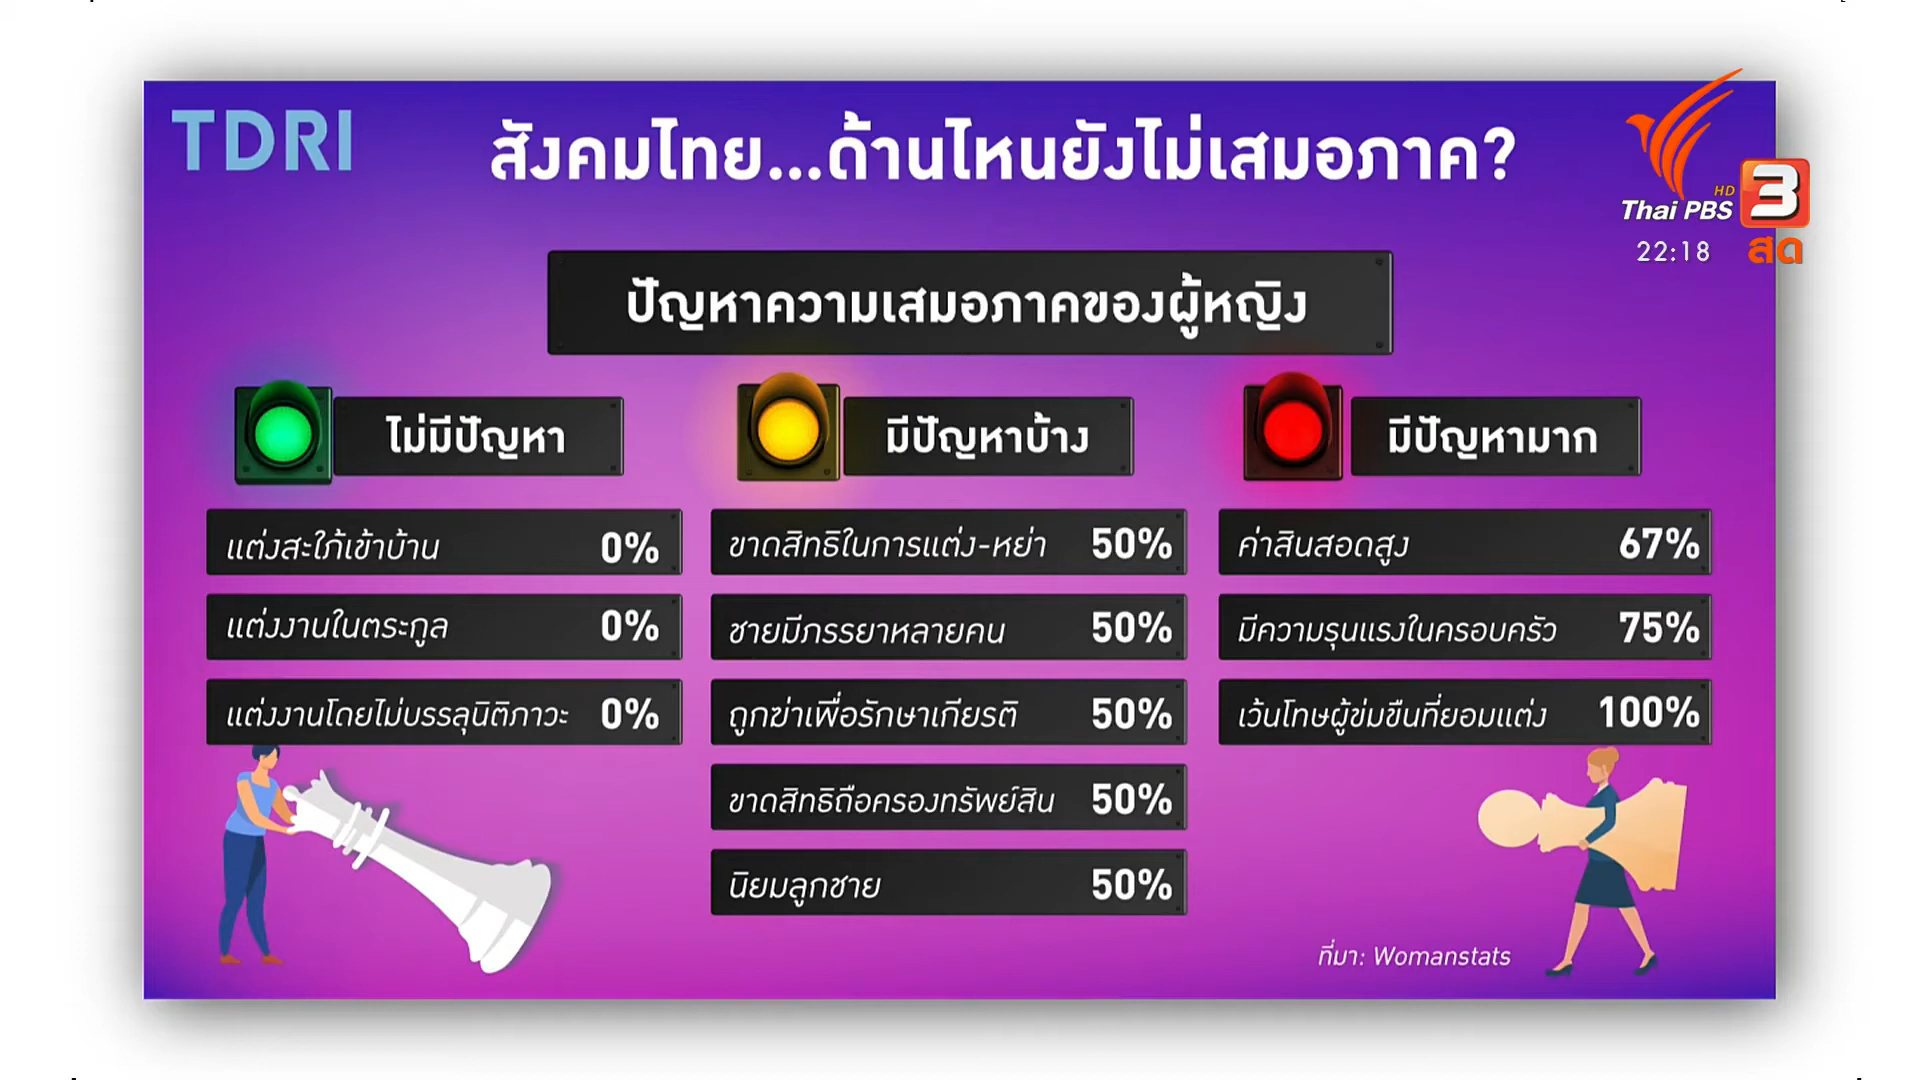 TDRI
สังคมไทย...ด้านไหนยังไม่เสมอภาค?
HD
Thai PBS 3
22:18 สด
ปัญหาความเสมอภาคของผู้หญิง
ไม่มีปัญหา
แต่งสะใภ้เข้าบ้าน 0%
แต่งงานในตระกูล 0%
แต่งงานโดยไม่บรรลุนิติภาวะ 0%
มีปัญหาบ้าง
ขาดสิทธิในการแต่ง-หย่า 50%
ชายมีภรรยาหลายคน 50%
ถูกฆ่าเพื่อรักษาเกียรติ 50%
ขาดสิทธิถือครองทรัพย์สิน 50%
นิยมลูกชาย 50%
มีปัญหามาก
ค่าสินสอดสูง 67%
มีความรุนแรงในครอบครัว 75%
เว้นโทษผู้ข่มขืนที่ยอมแต่ง 100%
ที่มา: Womanstats